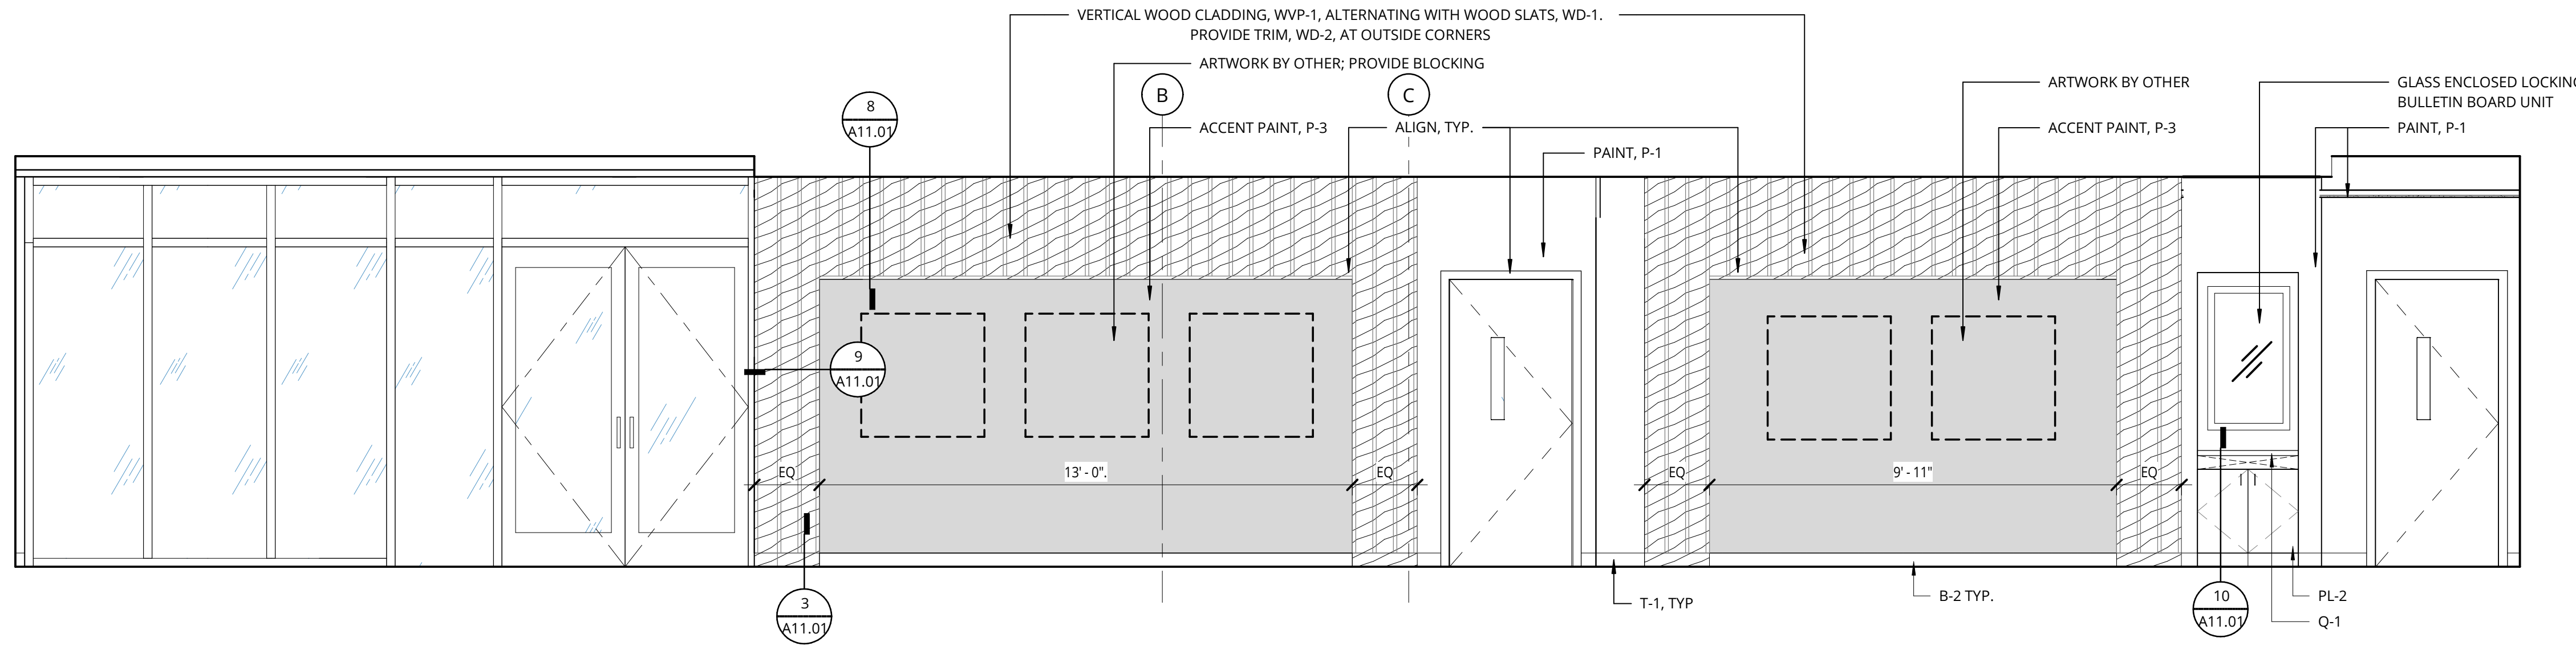 VERTICAL WOOD CLADDING, WVP-1, ALTERNATING WITH WOOD SLATS, WD-1.
PROVIDE TRIM, WD-2, AT OUTSIDE CORNERS
ARTWORK BY OTHER; PROVIDE BLOCKING
B
C
8
A11.01
ACCENT PAINT, P-3
ALIGN, TYP.
PAINT, P-1
ARTWORK BY OTHER
ACCENT PAINT, P-3
GLASS ENCLOSED LOCKING
BULLETIN BOARD UNIT
PAINT, P-1
9
A11.01
EQ
13' - 0".
EQ
EQ
9' - 11"
EQ
3
A11.01
T-1, TYP
B-2 TYP.
10
A11.01
PL-2
Q-1